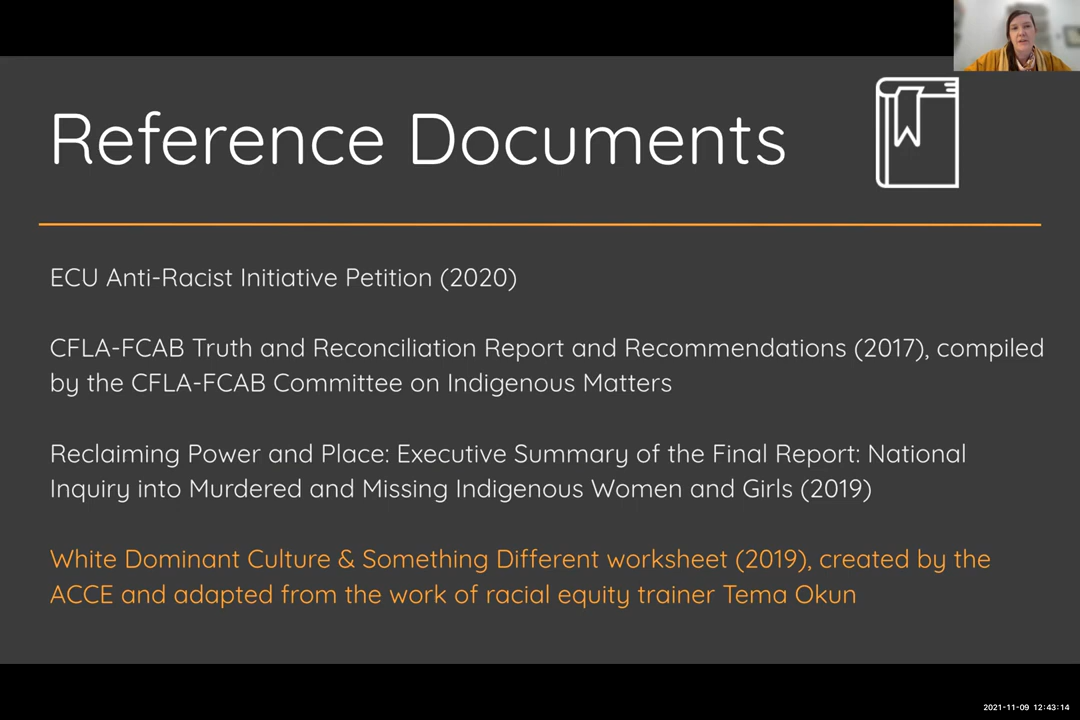 Reference Documents
ECU Anti-Racist Initiative Petition (2020)
CFLA-FCAB Truth and Reconciliation Report and Recommendations (2017), compiled
by the CFLA-FCAB Committee on Indigenous Matters
Reclaiming Power and Place: Executive Summary of the Final Report: National
Inquiry into Murdered and Missing Indigenous Women and Girls (2019)
White Dominant Culture & Something Different worksheet (2019), created by the
ACCE and adapted from the work of racial equity trainer Tema Okun
2021-11-09 12:43:14